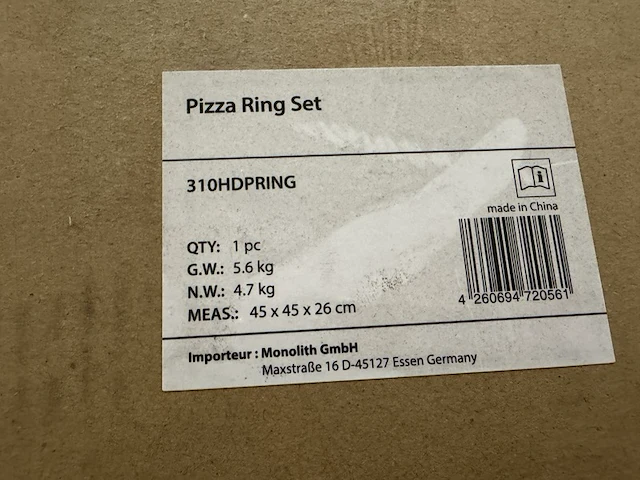 Pizza Ring Set
310HDPRING
made in China
QTY: 1 pc
G.W.: 5.6 kg
N.W.: 4.7 kg
MEAS.: 45 x 45 x 26 cm
4 260694 720561
Importeur : Monolith GmbH
Maxstraße 16 D-45127 Essen Germany